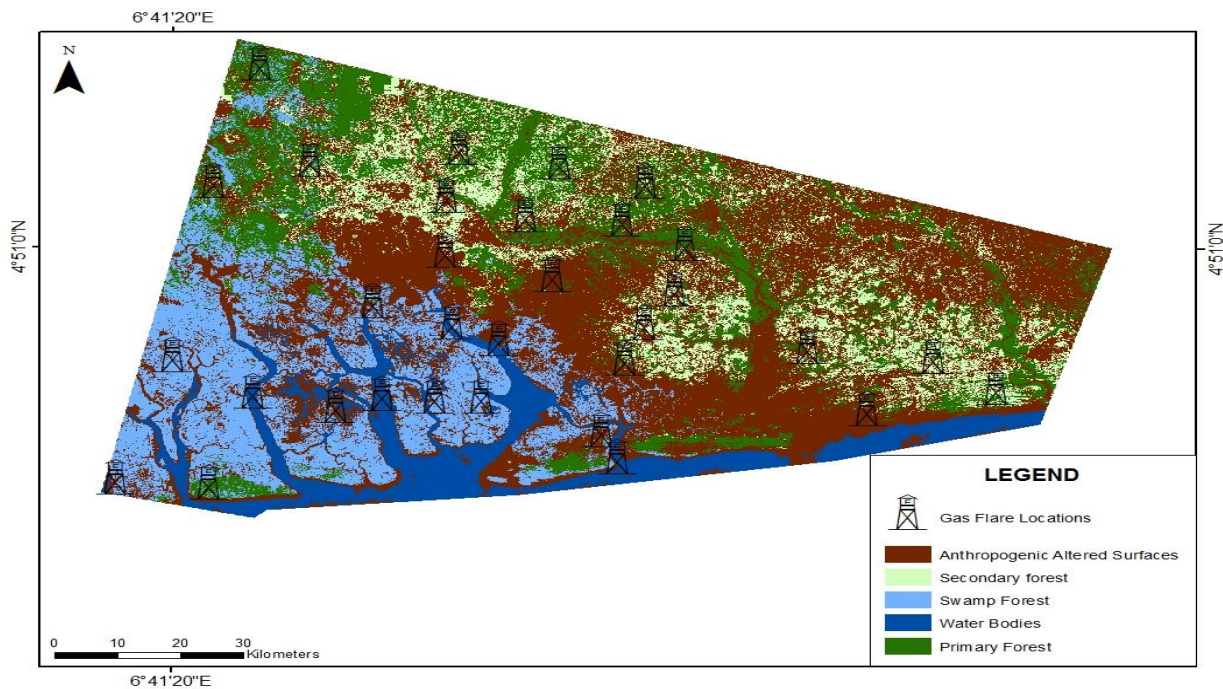 6°41'20"E
N
4°51'0"N
4°51'0"N
LEGEND
Gas Flare Locations
Anthropogenic Altered Surfaces
Secondary forest
Swamp Forest
Water Bodies
Primary Forest
0 10 20 30
Kilometers
6°41'20"E